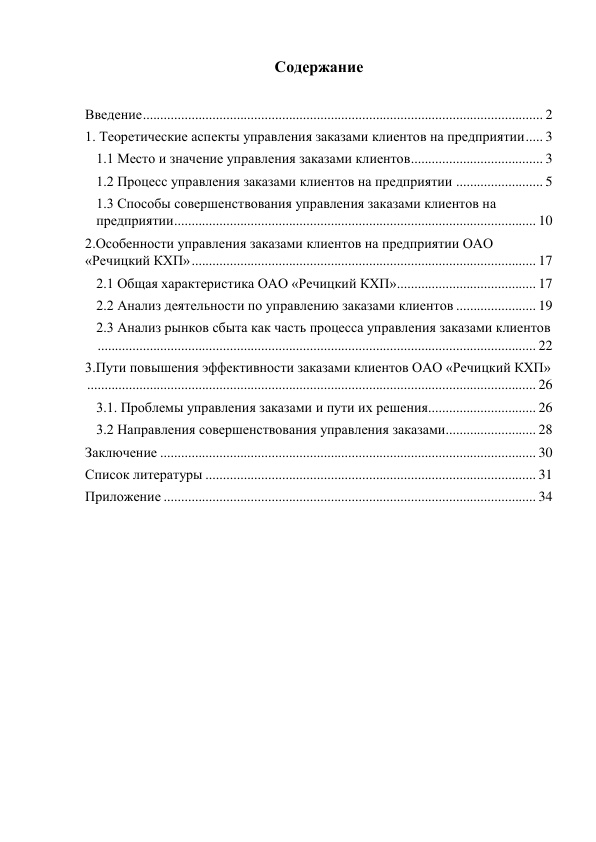 Содержание
Введение................................................................................................................... 2
1. Теоретические аспекты управления заказами клиентов на предприятии..... 3
1.1 Место и значение управления заказами клиентов...................................... 3
1.2 Процесс управления заказами клиентов на предприятии ......................... 5
1.3 Способы совершенствования управления заказами клиентов на
предприятии........................................................................................................ 10
2.Особенности управления заказами клиентов на предприятии ОАО
«Речицкий КХП» ................................................................................................... 17
2.1 Общая характеристика ОАО «Речицкий КХП»........................................ 17
2.2 Анализ деятельности по управлению заказами клиентов ....................... 19
2.3 Анализ рынков сбыта как часть процесса управления заказами клиентов
.............................................................................................................................. 22
3.Пути повышения эффективности заказами клиентов ОАО «Речицкий КХП»
................................................................................................................................. 26
3.1. Проблемы управления заказами и пути их решения............................... 26
3.2 Направления совершенствования управления заказами.......................... 28
Заключение ............................................................................................................ 30
Список литературы ............................................................................................... 31
Приложение ........................................................................................................... 34